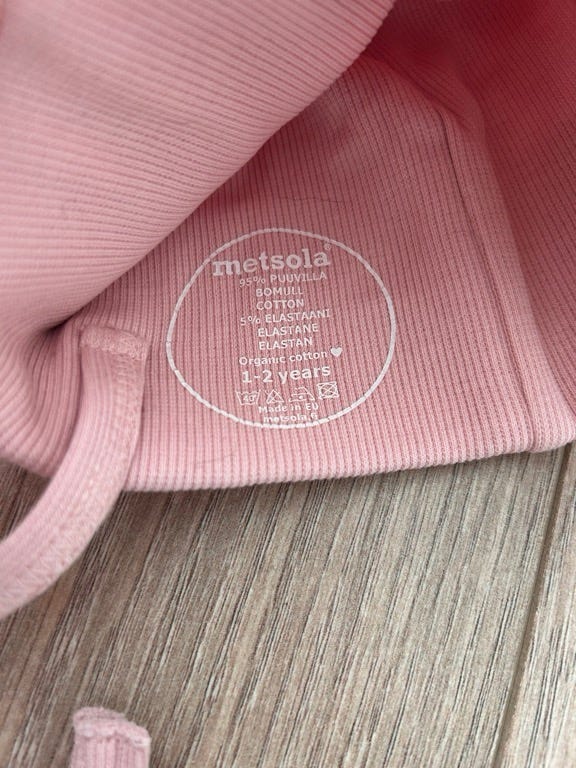 metsola®
95% PUUVILLA
BOMULL
COTTON
5% ELASTAANI
ELASTANE
ELASTAN
Organic cotton ♥
1-2 years
40
Made in EU
metsola.fi